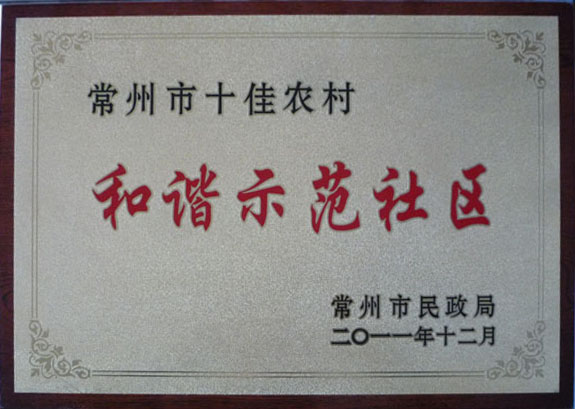 常州市十佳农村
和谐示范社区
常州市民政局
二〇一一年十二月